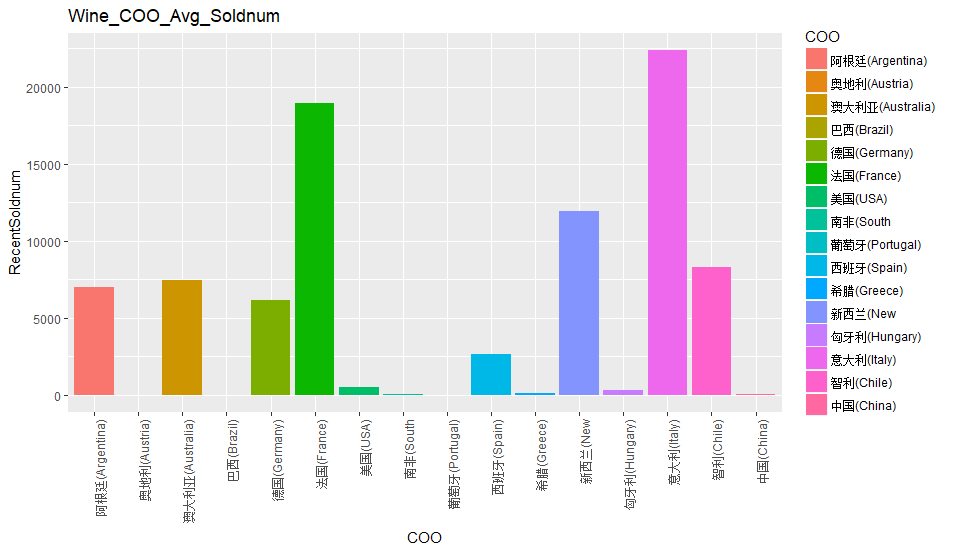 Wine_COO_Avg_Soldnum
RecentSoldnum
20000
15000
10000
5000
0
阿根廷(Argentina)
奥地利(Austria)
澳大利亚(Australia)
巴西(Brazil)
德国(Germany)
法国(France)
美国(USA)
南非(South
葡萄牙(Portugal)
西班牙(Spain)
希腊(Greece)
新西兰(New
匈牙利(Hungary)
意大利(Italy)
智利(Chile)
中国(China)
COO
COO
阿根廷(Argentina)
奥地利(Austria)
澳大利亚(Australia)
巴西(Brazil)
德国(Germany)
法国(France)
美国(USA)
南非(South
葡萄牙(Portugal)
西班牙(Spain)
希腊(Greece)
新西兰(New
匈牙利(Hungary)
意大利(Italy)
智利(Chile)
中国(China)